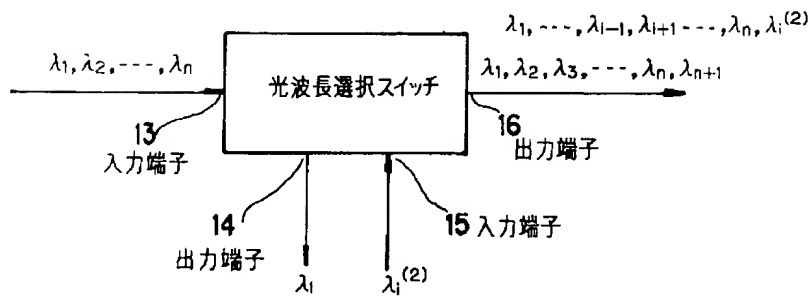 λ1, ---, λi−1, λi+1 ---, λn, λi(2)
λ1, λ2, ---, λn
λ1, λ2, λ3, ---, λn, λn+1
光波長選択スイッチ
13
入力端子
16
出力端子
14
出力端子
15 入力端子
λi
λi(2)